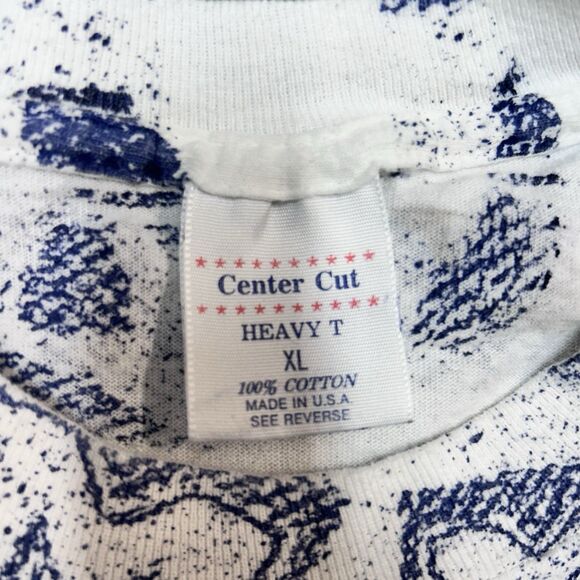 Center Cut
HEAVY T
XL
100% COTTON
MADE IN U.S.A
SEE REVERSE